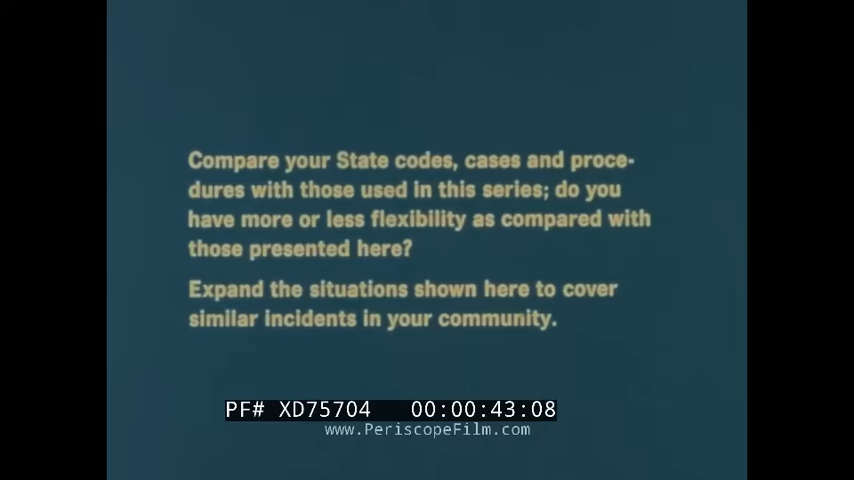 Compare your State codes, cases and proce-
dures with those used in this series; do you
have more or less flexibility as compared with
those presented here?
Expand the situations shown here to cover
similar incidents in your community.
PF# XD75704 00:00:43:08
www.PeriscopeFilm.com